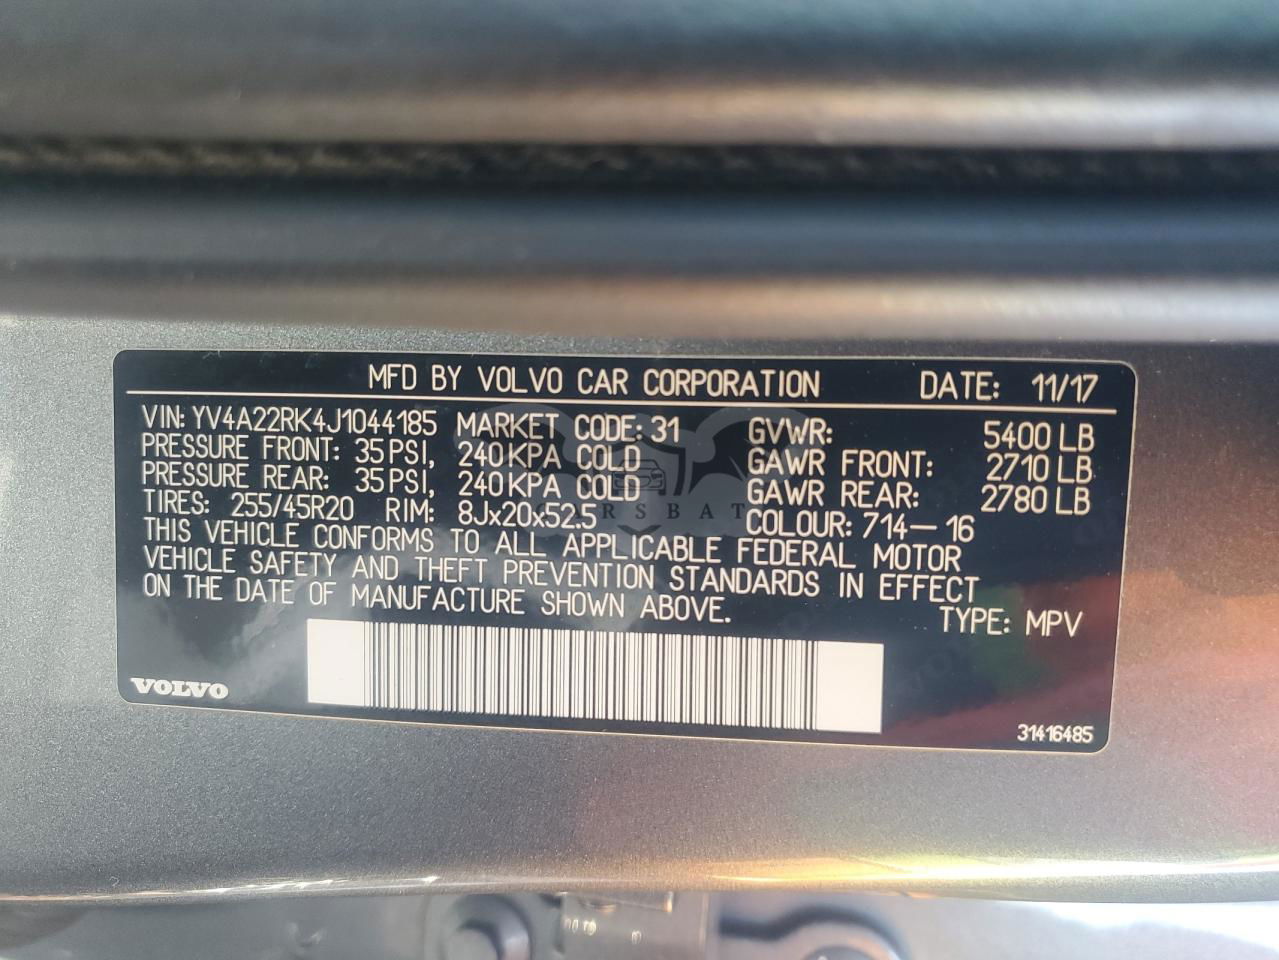 MFD BY VOLVO CAR CORPORATION DATE: 11/17
VIN: YV4A22RK4J1044185 MARKET CODE: 31 GVWR: 5400 LB
PRESSURE FRONT: 35 PSI, 240 KPA COLD GAWR FRONT: 2710 LB
PRESSURE REAR: 35 PSI, 240 KPA COLD GAWR REAR: 2780 LB
TIRES: 255/45R20 RIM: 8Jx20x52.5 COLOUR: 714-16
THIS VEHICLE CONFORMS TO ALL APPLICABLE FEDERAL MOTOR
VEHICLE SAFETY AND THEFT PREVENTION STANDARDS IN EFFECT
ON THE DATE OF MANUFACTURE SHOWN ABOVE. TYPE: MPV
VOLVO
31416485
CARSBAT